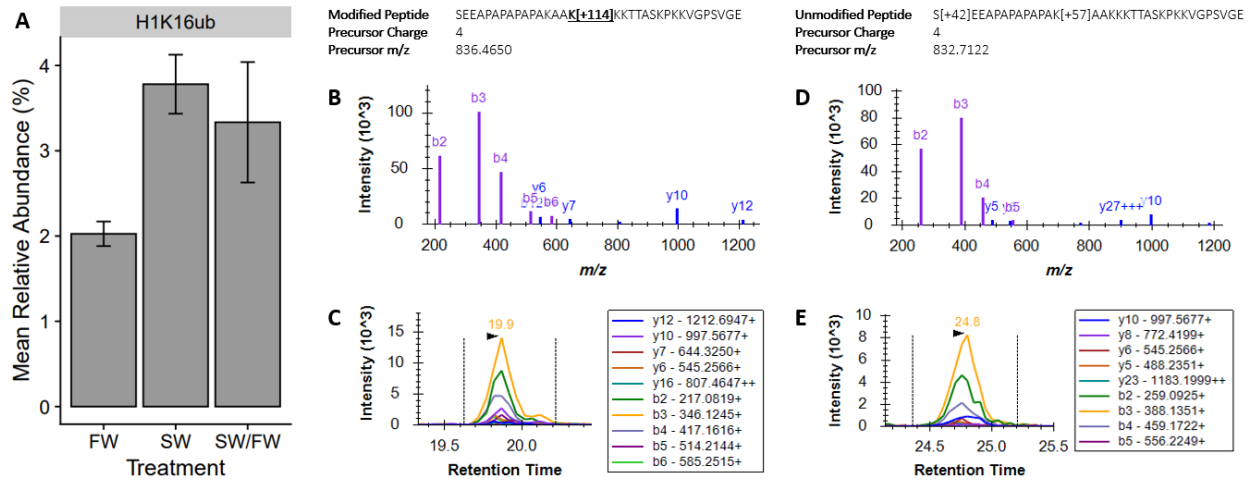 A
H1K16ub
Mean Relative Abundance (%)
4
3
2
1
0
FW SW SW/FW
Treatment
Modified Peptide SEEAPAPAPAPAKAAK[+114]KKTTASKPKKVGPSVGE
Precursor Charge 4
Precursor m/z 836.4650
B
Intensity (10^3)
100
50
0
b2
b3
b4
b5
y6
b6
y7
y10
y12
200 400 600 800 1000 1200
m/z
C
Intensity (10^3)
15
10
5
0
19.9
19.5 20.0
Retention Time
y12 - 1212.6947+
y10 - 997.5677+
y7 - 644.3250+
y6 - 545.2566+
y16 - 807.4647++
b2 - 217.0819+
b3 - 346.1245+
b4 - 417.1616+
b5 - 514.2144+
b6 - 585.2515+
Unmodified Peptide S[+42]EEAPAPAPAPAK[+57]AAKKKTTASKPKKVGPSVGE
Precursor Charge 4
Precursor m/z 832.7122
D
Intensity (10^3)
100
80
60
40
20
0
b2
b3
b4
y5
b5
y27+++
y10
200 400 600 800 1000 1200
m/z
E
Intensity (10^3)
10
8
6
4
2
0
24.8
24.5 25.0 25.5
Retention Time
y10 - 997.5677+
y8 - 772.4199+
y6 - 545.2566+
y5 - 488.2351+
y23 - 1183.1999++
b2 - 259.0925+
b3 - 388.1351+
b4 - 459.1722+
b5 - 556.2249+